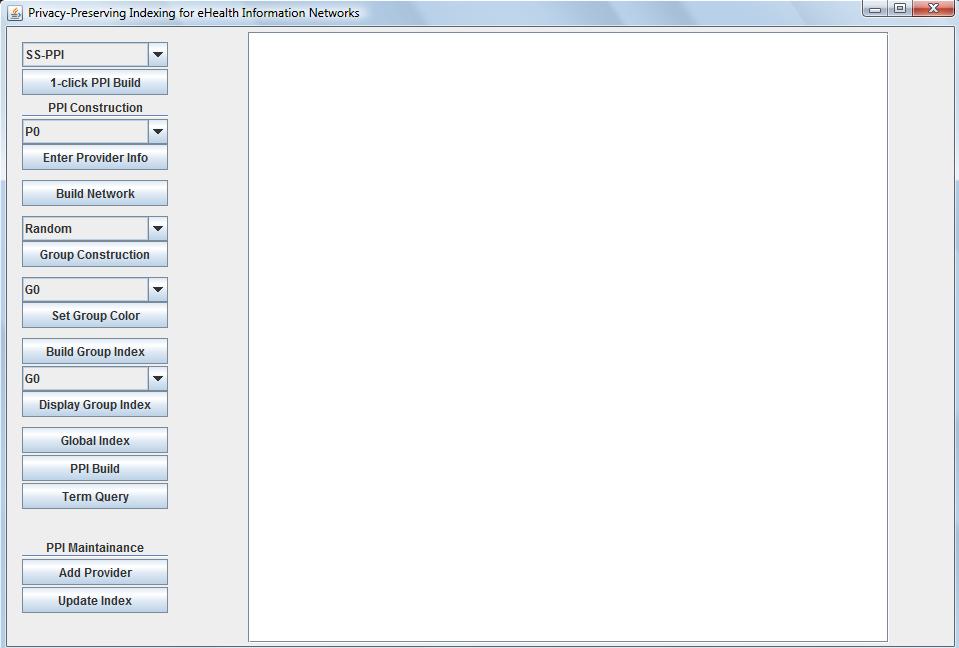 Privacy-Preserving Indexing for eHealth Information Networks
SS-PPI
1-click PPI Build
PPI Construction
P0
Enter Provider Info
Build Network
Random
Group Construction
G0
Set Group Color
Build Group Index
G0
Display Group Index
Global Index
PPI Build
Term Query
PPI Maintainance
Add Provider
Update Index